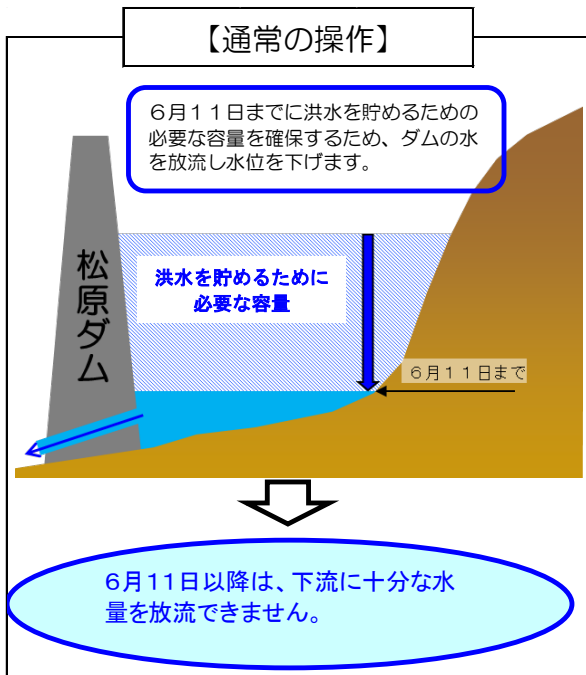 【通常の操作】
６月１１日までに洪水を貯めるための
必要な容量を確保するため、ダムの水
を放流し水位を下げます。
松原ダム
洪水を貯めるために
必要な容量
６月１１日まで
６月11日以降は、下流に十分な水
量を放流できません。